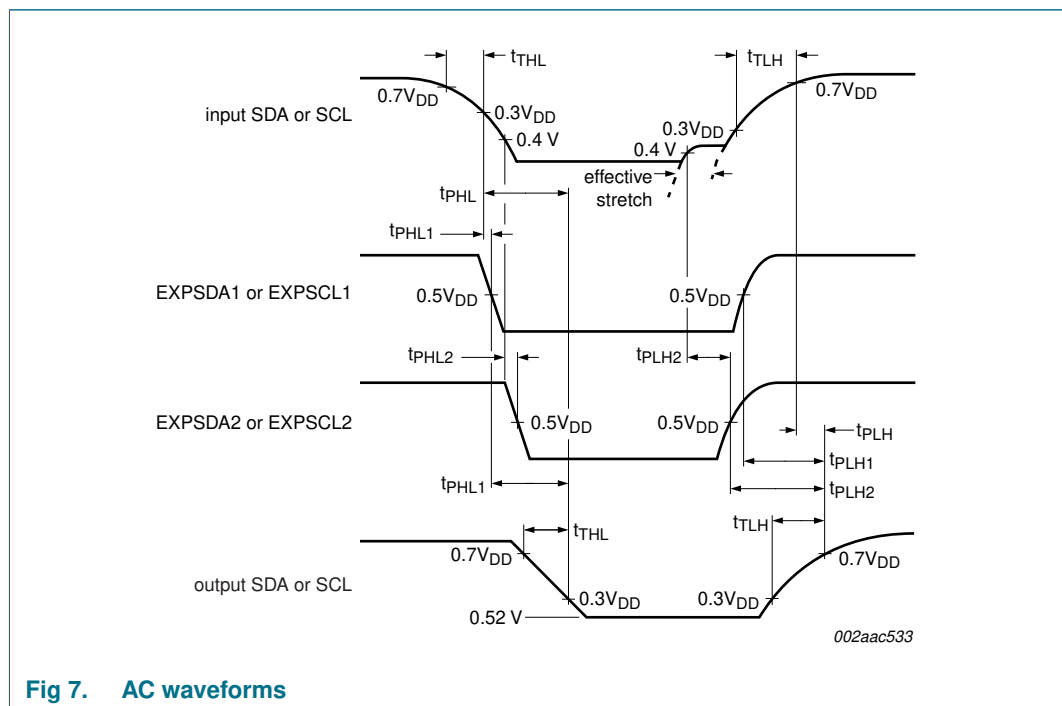 tTHL
tTLH
0.7VDD
0.7VDD
input SDA or SCL
0.3VDD
0.3VDD
0.4 V
0.4 V
effective
stretch
tPHL
tPHL1
EXPSDA1 or EXPSCL1
0.5VDD
0.5VDD
tPHL2
tPLH2
EXPSDA2 or EXPSCL2
0.5VDD
0.5VDD
tPLH
tPLH1
tPHL1
tPLH2
tTHL
tTLH
0.7VDD
0.7VDD
output SDA or SCL
0.3VDD
0.3VDD
0.52 V
002aac533
Fig 7. AC waveforms